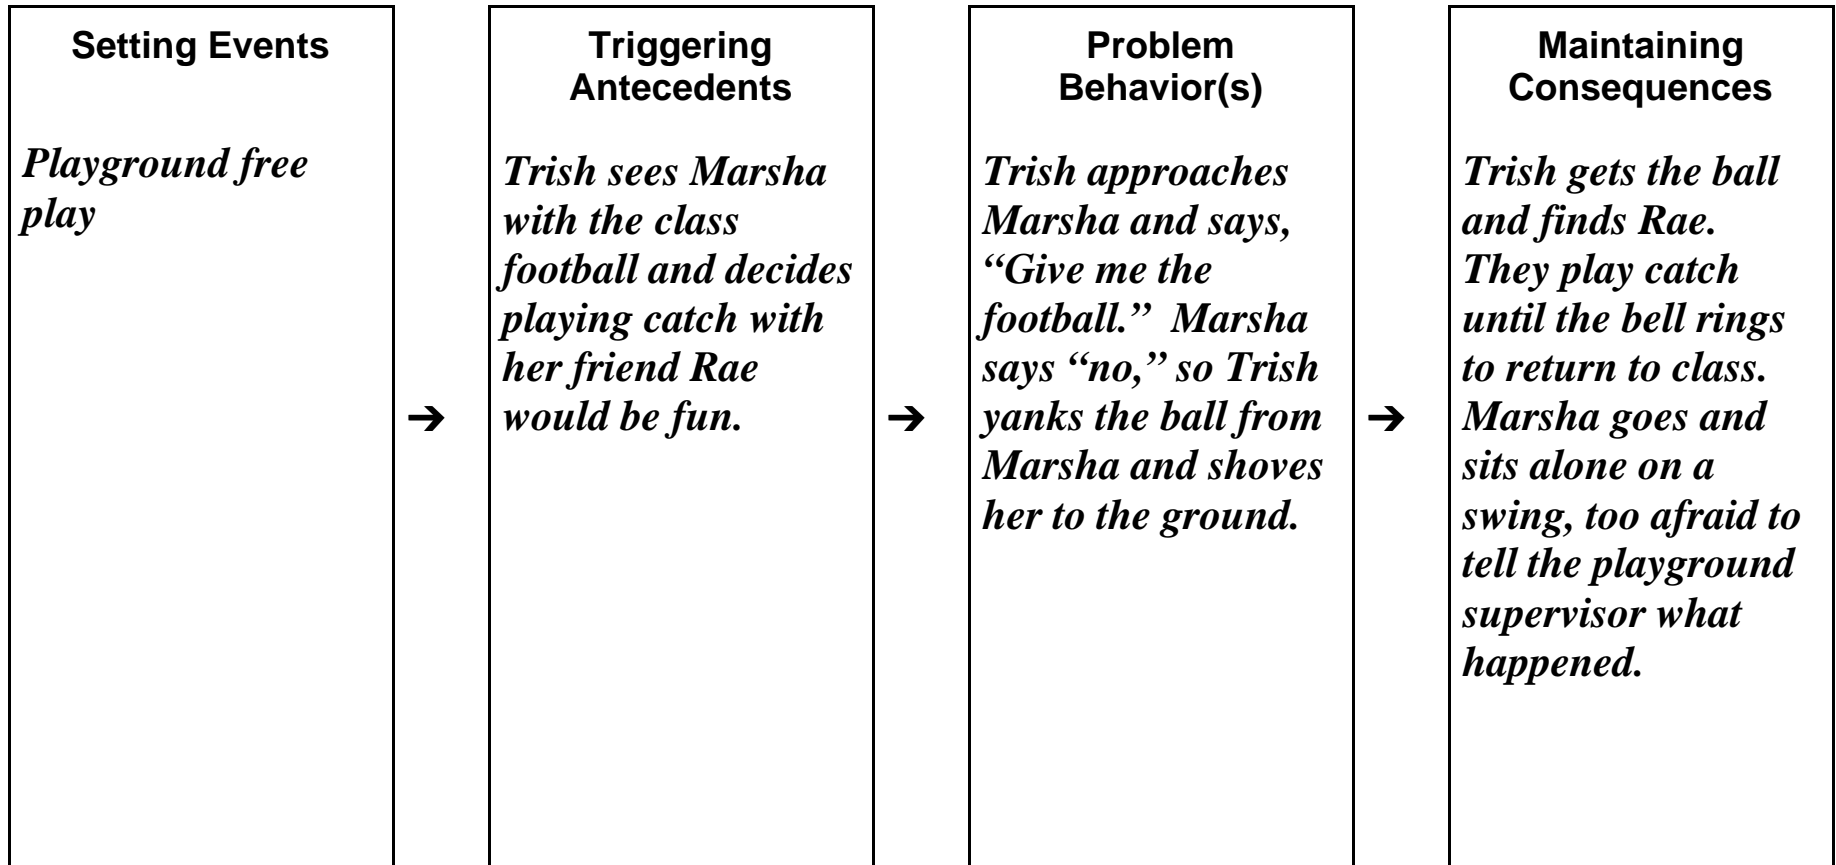 Setting Events
Playground free
play
➔
Triggering
Antecedents
Trish sees Marsha
with the class
football and decides
playing catch with
her friend Rae
would be fun.
➔
Problem
Behavior(s)
Trish approaches
Marsha and says,
“Give me the
football.”  Marsha
says “no,” so Trish
yanks the ball from
Marsha and shoves
her to the ground.
➔
Maintaining
Consequences
Trish gets the ball
and finds Rae.
They play catch
until the bell rings
to return to class.
Marsha goes and
sits alone on a
swing, too afraid to
tell the playground
supervisor what
happened.